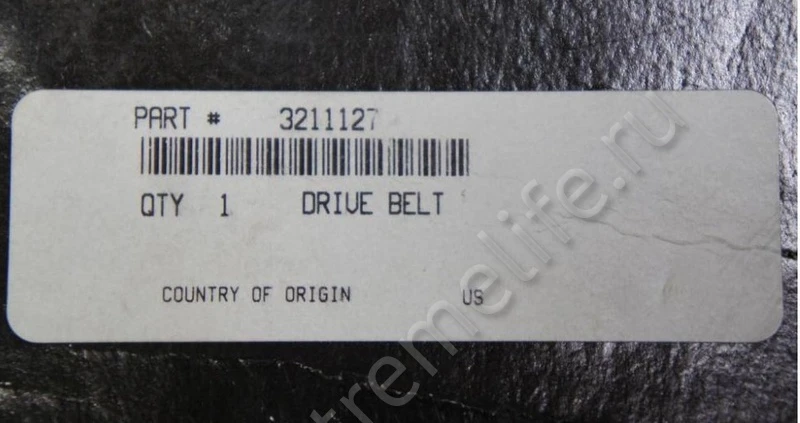 PART # 3211127
QTY 1 DRIVE BELT
COUNTRY OF ORIGIN US
tremelife.ru